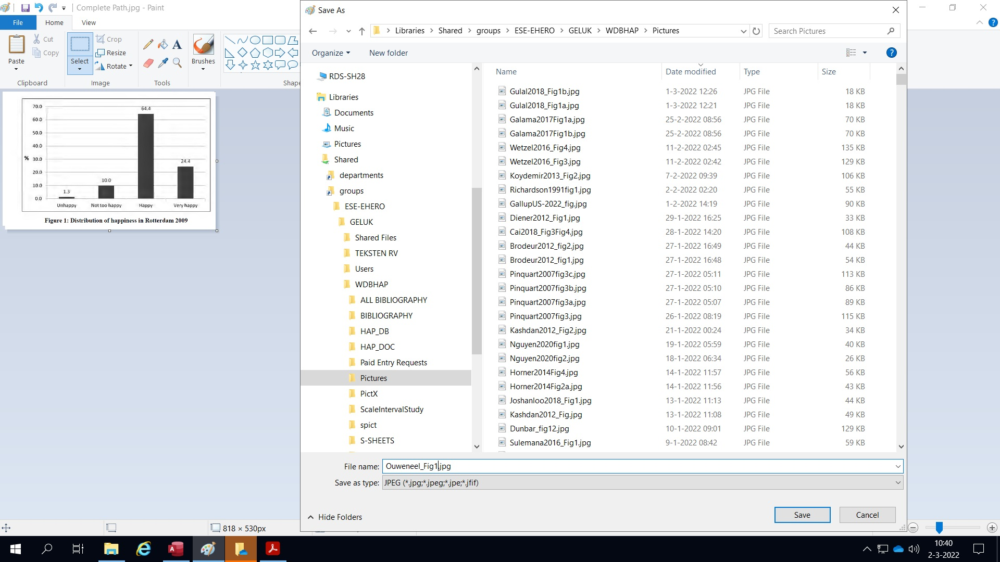 Complete Path.jpg - Paint
File
Home
View
Paste
Cut
Copy
Clipboard
Select
Crop
Resize
Rotate
Image
Tools
Brushes
Shape
70.0
60.0
50.0
40.0
% 30.0
20.0
10.0
0.0
1.3
10.0
64.4
24.4
Unhappy Not too happy Happy Very happy
Figure 1: Distribution of happiness in Rotterdam 2009
818 × 530px
Save As
Libraries > Shared > groups > ESE-EHERO > GELUK > WDBHAP > Pictures
Search Pictures
Organize
New folder
RDS-SH28
Libraries
Documents
Music
Pictures
Shared
departments
groups
ESE-EHERO
GELUK
Shared Files
TEKSTEN RV
Users
WDBHAP
ALL BIBLIOGRAPHY
BIBLIOGRAPHY
HAP_DB
HAP_DOC
Paid Entry Requests
Pictures
PictX
ScaleIntervalStudy
spict
S-SHEETS
Name Date modified Type Size
Gulal2018_Fig1b.jpg 1-3-2022 12:26 JPG File 18 KB
Gulal2018_Fig1a.jpg 1-3-2022 12:21 JPG File 18 KB
Galama2017Fig1a.jpg 25-2-2022 08:56 JPG File 70 KB
Galama2017Fig1b.jpg 25-2-2022 08:56 JPG File 70 KB
Wetzel2016_Fig4.jpg 11-2-2022 02:45 JPG File 135 KB
Wetzel2016_Fig3.jpg 11-2-2022 02:42 JPG File 129 KB
Koydemir2013_Fig2.jpg 7-2-2022 09:39 JPG File 106 KB
Richardson1991fig1.jpg 2-2-2022 02:20 JPG File 55 KB
GallupUS-2022_fig.jpg 1-2-2022 14:19 JPG File 90 KB
Diener2012_Fig1.jpg 29-1-2022 16:25 JPG File 33 KB
Cai2018_Fig3Fig4.jpg 28-1-2022 14:20 JPG File 108 KB
Brodeur2012_fig2.jpg 27-1-2022 16:49 JPG File 44 KB
Brodeur2012_fig1.jpg 27-1-2022 16:48 JPG File 54 KB
Pinquart2007fig3c.jpg 27-1-2022 05:11 JPG File 113 KB
Pinquart2007fig3b.jpg 27-1-2022 05:10 JPG File 86 KB
Pinquart2007fig3a.jpg 27-1-2022 05:07 JPG File 89 KB
Pinquart2007fig3.jpg 26-1-2022 08:19 JPG File 115 KB
Kashdan2012_Fig2.jpg 21-1-2022 00:24 JPG File 34 KB
Nguyen2020fig1.jpg 19-1-2022 05:59 JPG File 40 KB
Nguyen2020fig2.jpg 18-1-2022 06:34 JPG File 26 KB
Horner2014Fig4.jpg 14-1-2022 11:57 JPG File 56 KB
Horner2014Fig2a.jpg 14-1-2022 11:56 JPG File 43 KB
Joshanloo2018_Fig1.jpg 13-1-2022 11:13 JPG File 44 KB
Kashdan2012_Fig.jpg 13-1-2022 11:08 JPG File 49 KB
Dunbar_fig12.jpg 10-1-2022 09:01 JPG File 129 KB
Sulemana2016_Fig1.jpg 9-1-2022 08:42 JPG File 59 KB
File name: Ouweneel_Fig1.jpg
Save as type: JPEG (*.jpg;*.jpeg;*.jpe;*.jfif)
Hide Folders
Save
Cancel
10:40
2-3-2022